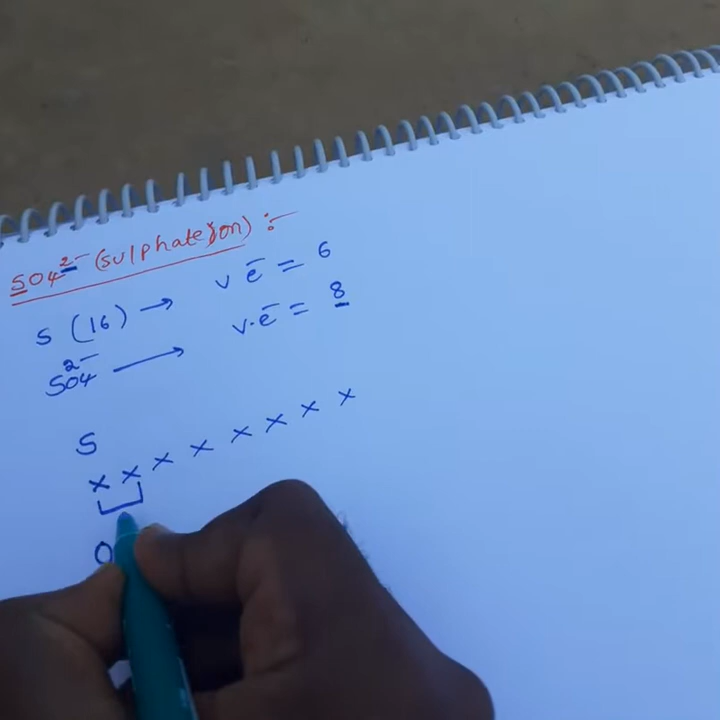 SO4²⁻ (sulphate ion) :-
S (16) → v e⁻ = 6
SO4²⁻ → v.e⁻ = 8
S
x x x x x x x x
O